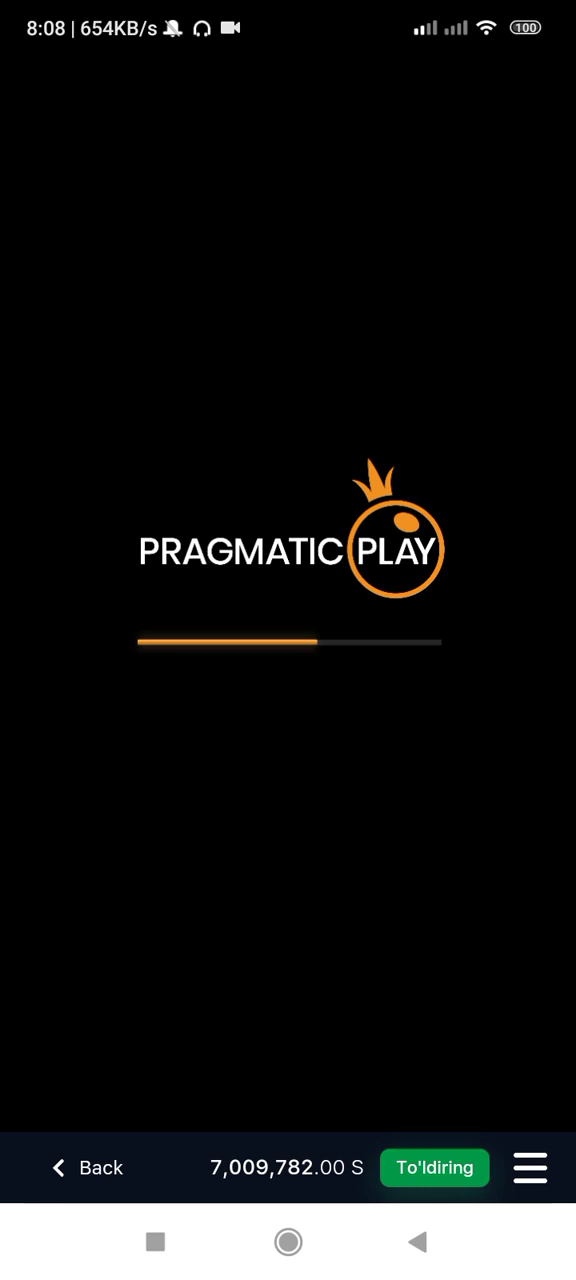 8:08 | 654KB/s
100
PRAGMATIC PLAY
Back
7,009,782.00 S
To'ldiring